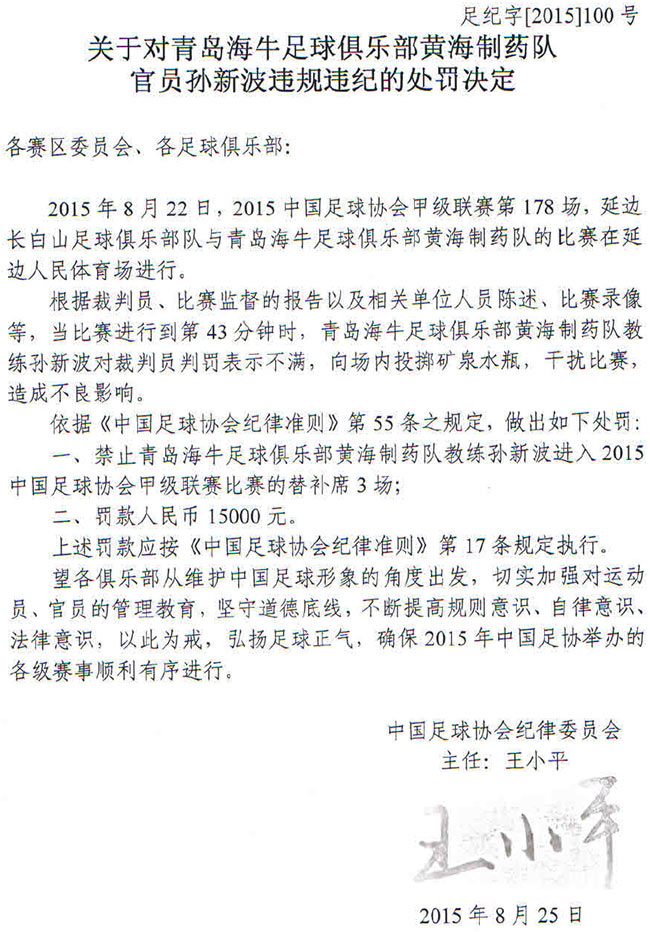 足纪字[2015]100 号
关于对青岛海牛足球俱乐部黄海制药队
官员孙新波违规违纪的处罚决定
各赛区委员会、各足球俱乐部：
2015 年 8 月 22 日，2015 中国足球协会甲级联赛第 178 场，延边
长白山足球俱乐部队与青岛海牛足球俱乐部黄海制药队的比赛在延
边人民体育场进行。
根据裁判员、比赛监督的报告以及相关单位人员陈述、比赛录像
等，当比赛进行到第 43 分钟时，青岛海牛足球俱乐部黄海制药队教
练孙新波对裁判员判罚表示不满，向场内投掷矿泉水瓶，干扰比赛，
造成不良影响。
依据《中国足球协会纪律准则》第 55 条之规定，做出如下处罚：
一、禁止青岛海牛足球俱乐部黄海制药队教练孙新波进入 2015
中国足球协会甲级联赛比赛的替补席 3 场；
二、罚款人民币 15000 元。
上述罚款应按《中国足球协会纪律准则》第 17 条规定执行。
望各俱乐部从维护中国足球形象的角度出发，切实加强对运动
员、官员的管理教育，坚守道德底线，不断提高规则意识、自律意识、
法律意识，以此为戒，弘扬足球正气，确保 2015 年中国足协举办的
各级赛事顺利有序进行。
中国足球协会纪律委员会
主任：王小平
王小平
2015 年 8 月 25 日